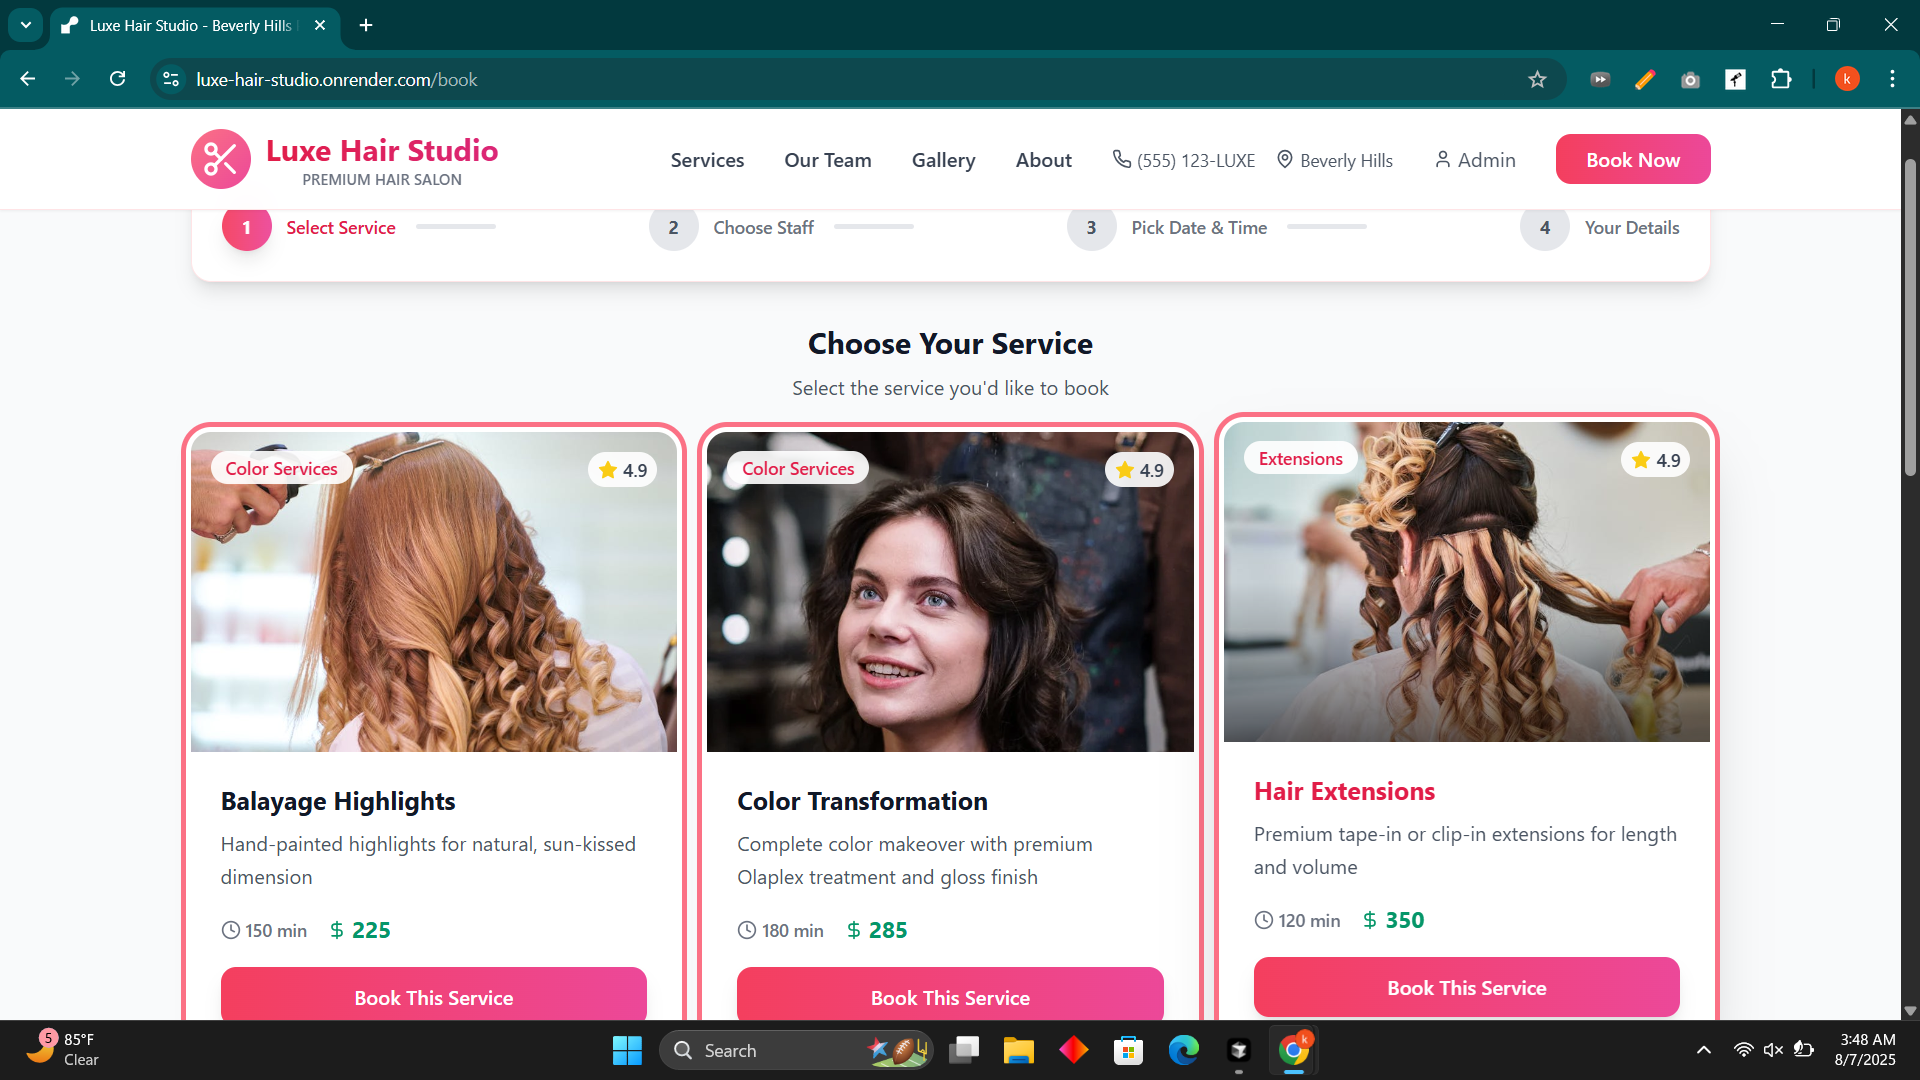 Luxe Hair Studio - Beverly Hills
luxe-hair-studio.onrender.com/book
k
Luxe Hair Studio
PREMIUM HAIR SALON
Services
Our Team
Gallery
About
(555) 123-LUXE
Beverly Hills
Admin
Book Now
1 Select Service
2 Choose Staff
3 Pick Date & Time
4 Your Details
Choose Your Service
Select the service you'd like to book
Color Services
4.9
Balayage Highlights
Hand-painted highlights for natural, sun-kissed
dimension
150 min $ 225
Book This Service
Color Services
4.9
Color Transformation
Complete color makeover with premium
Olaplex treatment and gloss finish
180 min $ 285
Book This Service
Extensions
4.9
Hair Extensions
Premium tape-in or clip-in extensions for length
and volume
120 min $ 350
Book This Service
5
85°F
Clear
Search
k
3:48 AM
8/7/2025